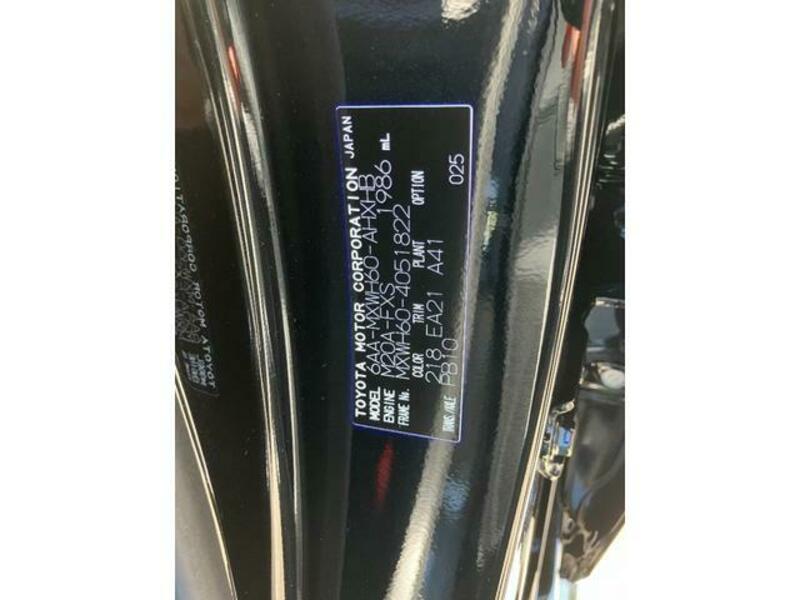 TOYOTA MOTOR CORPORATION JAPAN
MODEL 6AA-MXWH60-AHXHB
ENGINE M20A-FXS 1986 mL
FRAME No. MXWH60-4051822
COLOR TRIM PLANT OPTION
218 EA21 A41
TRANS/AXLE PB10 025